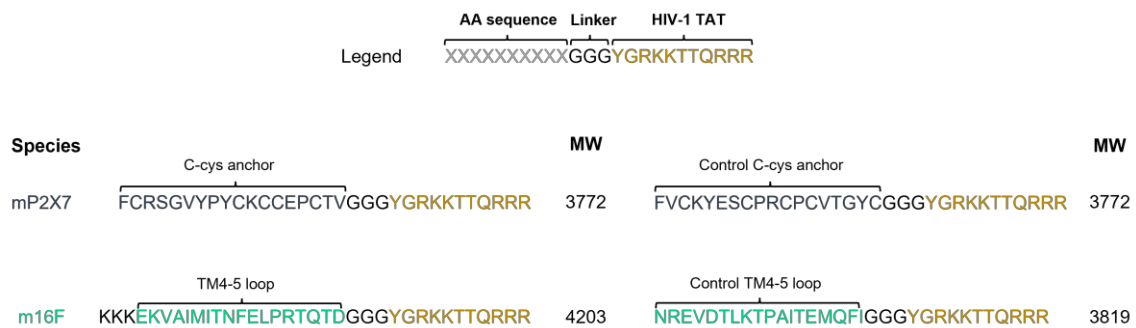 AA sequence Linker HIV-1 TAT
Legend XXXXXXXXXXGGGYGRKKTTQRRR
Species MW MW
C-cys anchor Control C-cys anchor
mP2X7 FCRSGVYPYCKCCEPCTVGGGYGRKKTTQRRR 3772 FVCKYESCPRCPCVTGYCGGGYGRKKTTQRRR 3772
TM4-5 loop Control TM4-5 loop
m16F KKKEKVAIMITNFELPRTQTDGGGYGRKKTTQRRR 4203 NREVDTLKTPAITEMQFIGGGYGRKKTTQRRR 3819